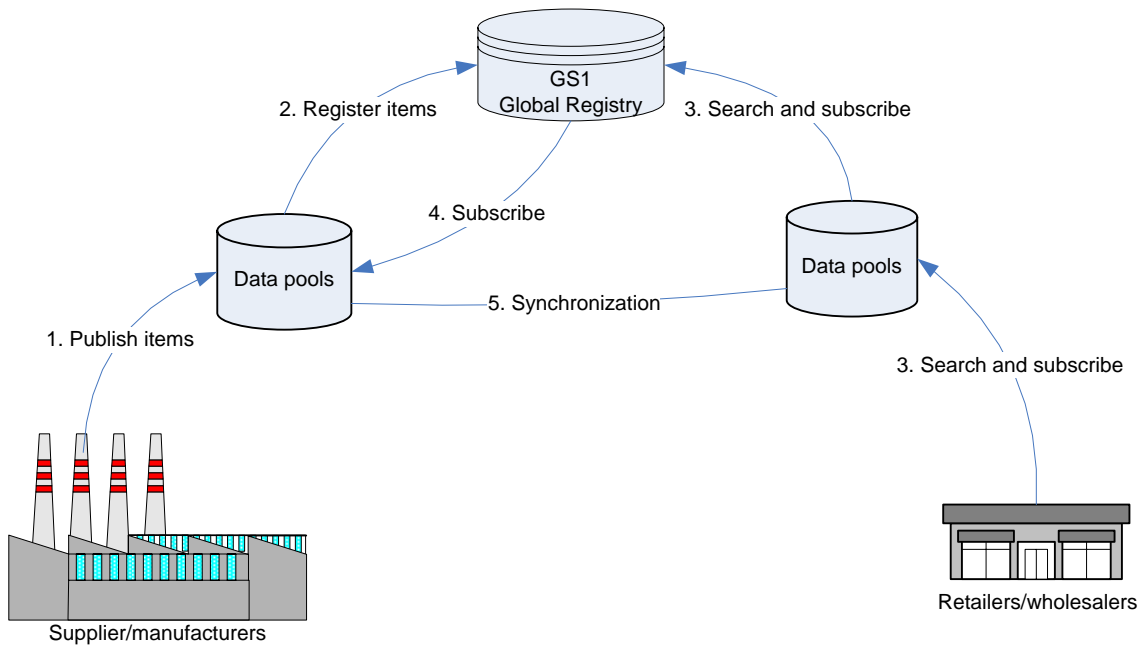 GS1
Global Registry
2. Register items
3. Search and subscribe
4. Subscribe
Data pools
Data pools
5. Synchronization
1. Publish items
3. Search and subscribe
Retailers/wholesalers
Supplier/manufacturers